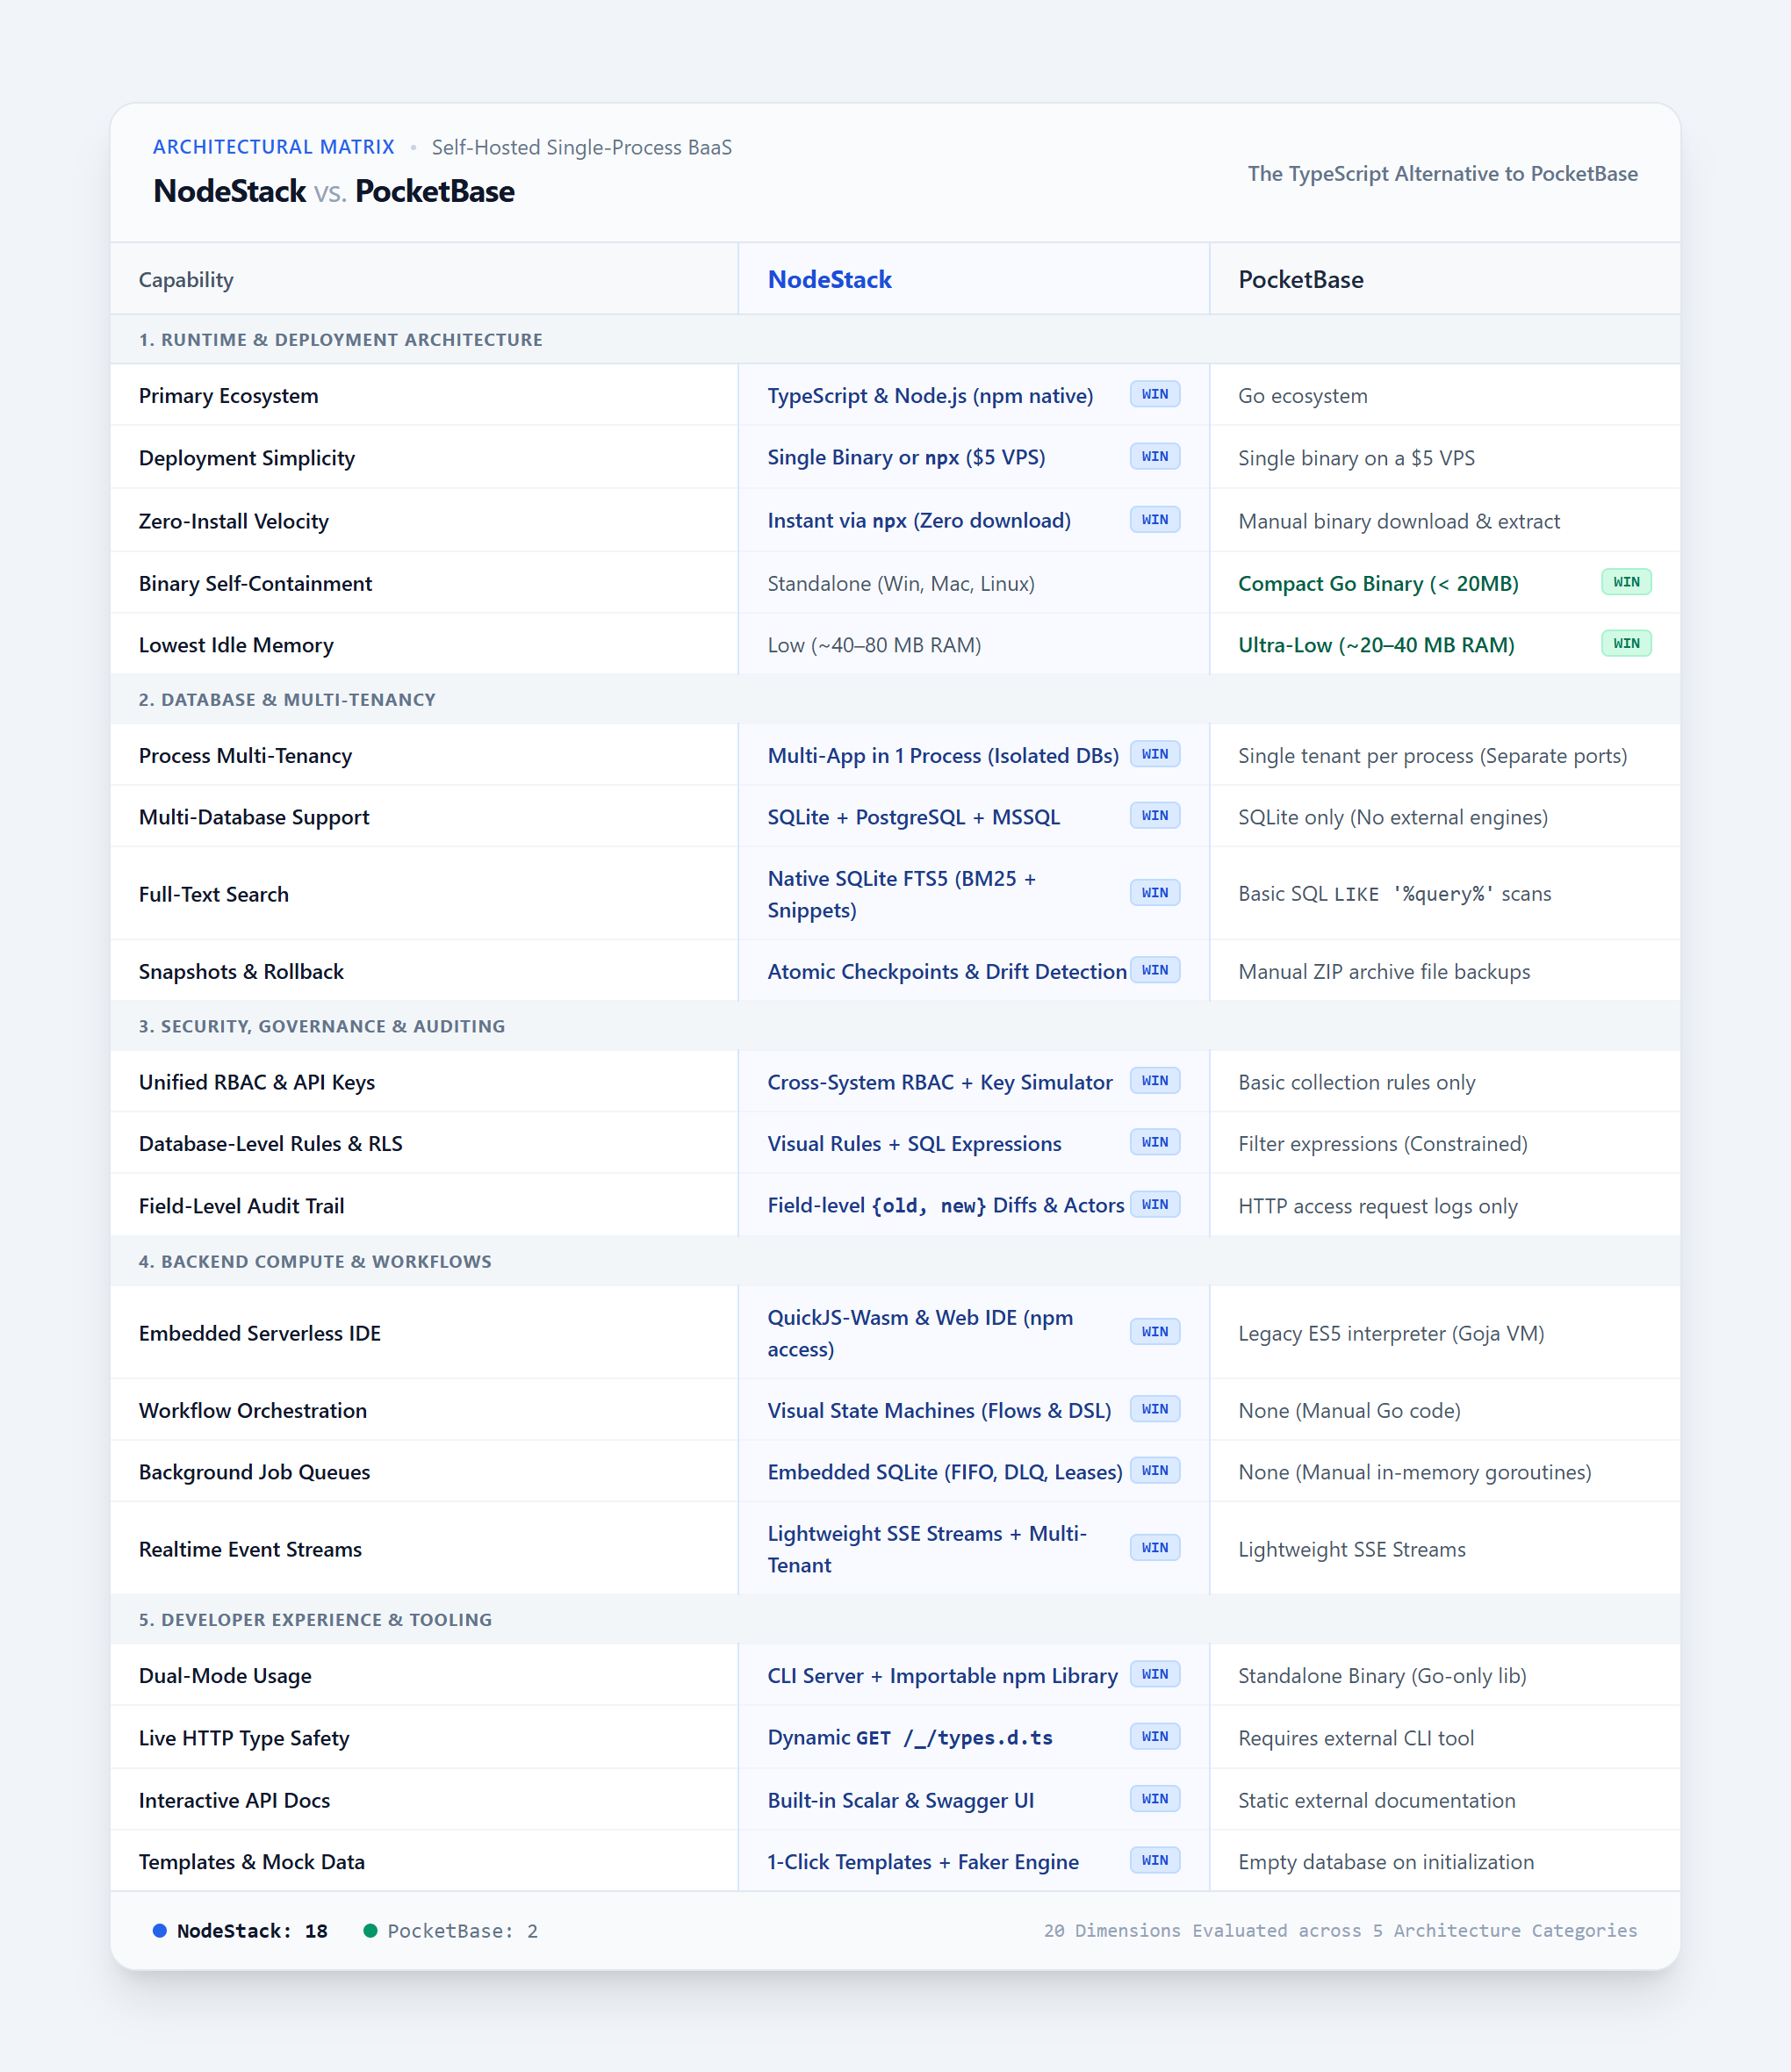 ARCHITECTURAL MATRIX • Self-Hosted Single-Process BaaS
NodeStack vs. PocketBase
The TypeScript Alternative to PocketBase
Capability NodeStack PocketBase
1. RUNTIME & DEPLOYMENT ARCHITECTURE
Primary Ecosystem TypeScript & Node.js (npm native) WIN Go ecosystem
Deployment Simplicity Single Binary or npx ($5 VPS) WIN Single binary on a $5 VPS
Zero-Install Velocity Instant via npx (Zero download) WIN Manual binary download & extract
Binary Self-Containment Standalone (Win, Mac, Linux) Compact Go Binary (< 20MB) WIN
Lowest Idle Memory Low (~40–80 MB RAM) Ultra-Low (~20–40 MB RAM) WIN
2. DATABASE & MULTI-TENANCY
Process Multi-Tenancy Multi-App in 1 Process (Isolated DBs) WIN Single tenant per process (Separate ports)
Multi-Database Support SQLite + PostgreSQL + MSSQL WIN SQLite only (No external engines)
Full-Text Search Native SQLite FTS5 (BM25 +
Snippets) WIN Basic SQL LIKE '%query%' scans
Snapshots & Rollback Atomic Checkpoints & Drift Detection WIN Manual ZIP archive file backups
3. SECURITY, GOVERNANCE & AUDITING
Unified RBAC & API Keys Cross-System RBAC + Key Simulator WIN Basic collection rules only
Database-Level Rules & RLS Visual Rules + SQL Expressions WIN Filter expressions (Constrained)
Field-Level Audit Trail Field-level {old, new} Diffs & Actors WIN HTTP access request logs only
4. BACKEND COMPUTE & WORKFLOWS
Embedded Serverless IDE QuickJS-Wasm & Web IDE (npm
access) WIN Legacy ES5 interpreter (Goja VM)
Workflow Orchestration Visual State Machines (Flows & DSL) WIN None (Manual Go code)
Background Job Queues Embedded SQLite (FIFO, DLQ, Leases) WIN None (Manual in-memory goroutines)
Realtime Event Streams Lightweight SSE Streams + Multi-
Tenant WIN Lightweight SSE Streams
5. DEVELOPER EXPERIENCE & TOOLING
Dual-Mode Usage CLI Server + Importable npm Library WIN Standalone Binary (Go-only lib)
Live HTTP Type Safety Dynamic GET /_/types.d.ts WIN Requires external CLI tool
Interactive API Docs Built-in Scalar & Swagger UI WIN Static external documentation
Templates & Mock Data 1-Click Templates + Faker Engine WIN Empty database on initialization
NodeStack: 18 PocketBase: 2 20 Dimensions Evaluated across 5 Architecture Categories